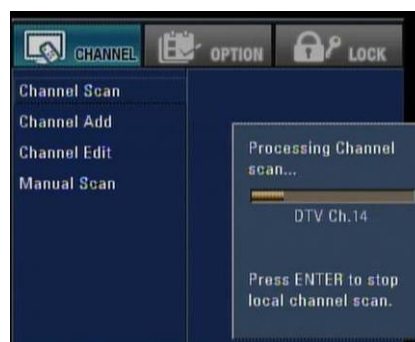 CHANNEL OPTION LOCK
Channel Scan
Channel Add
Channel Edit
Manual Scan
Processing Channel
scan...
DTV Ch.14
Press ENTER to stop
local channel scan.